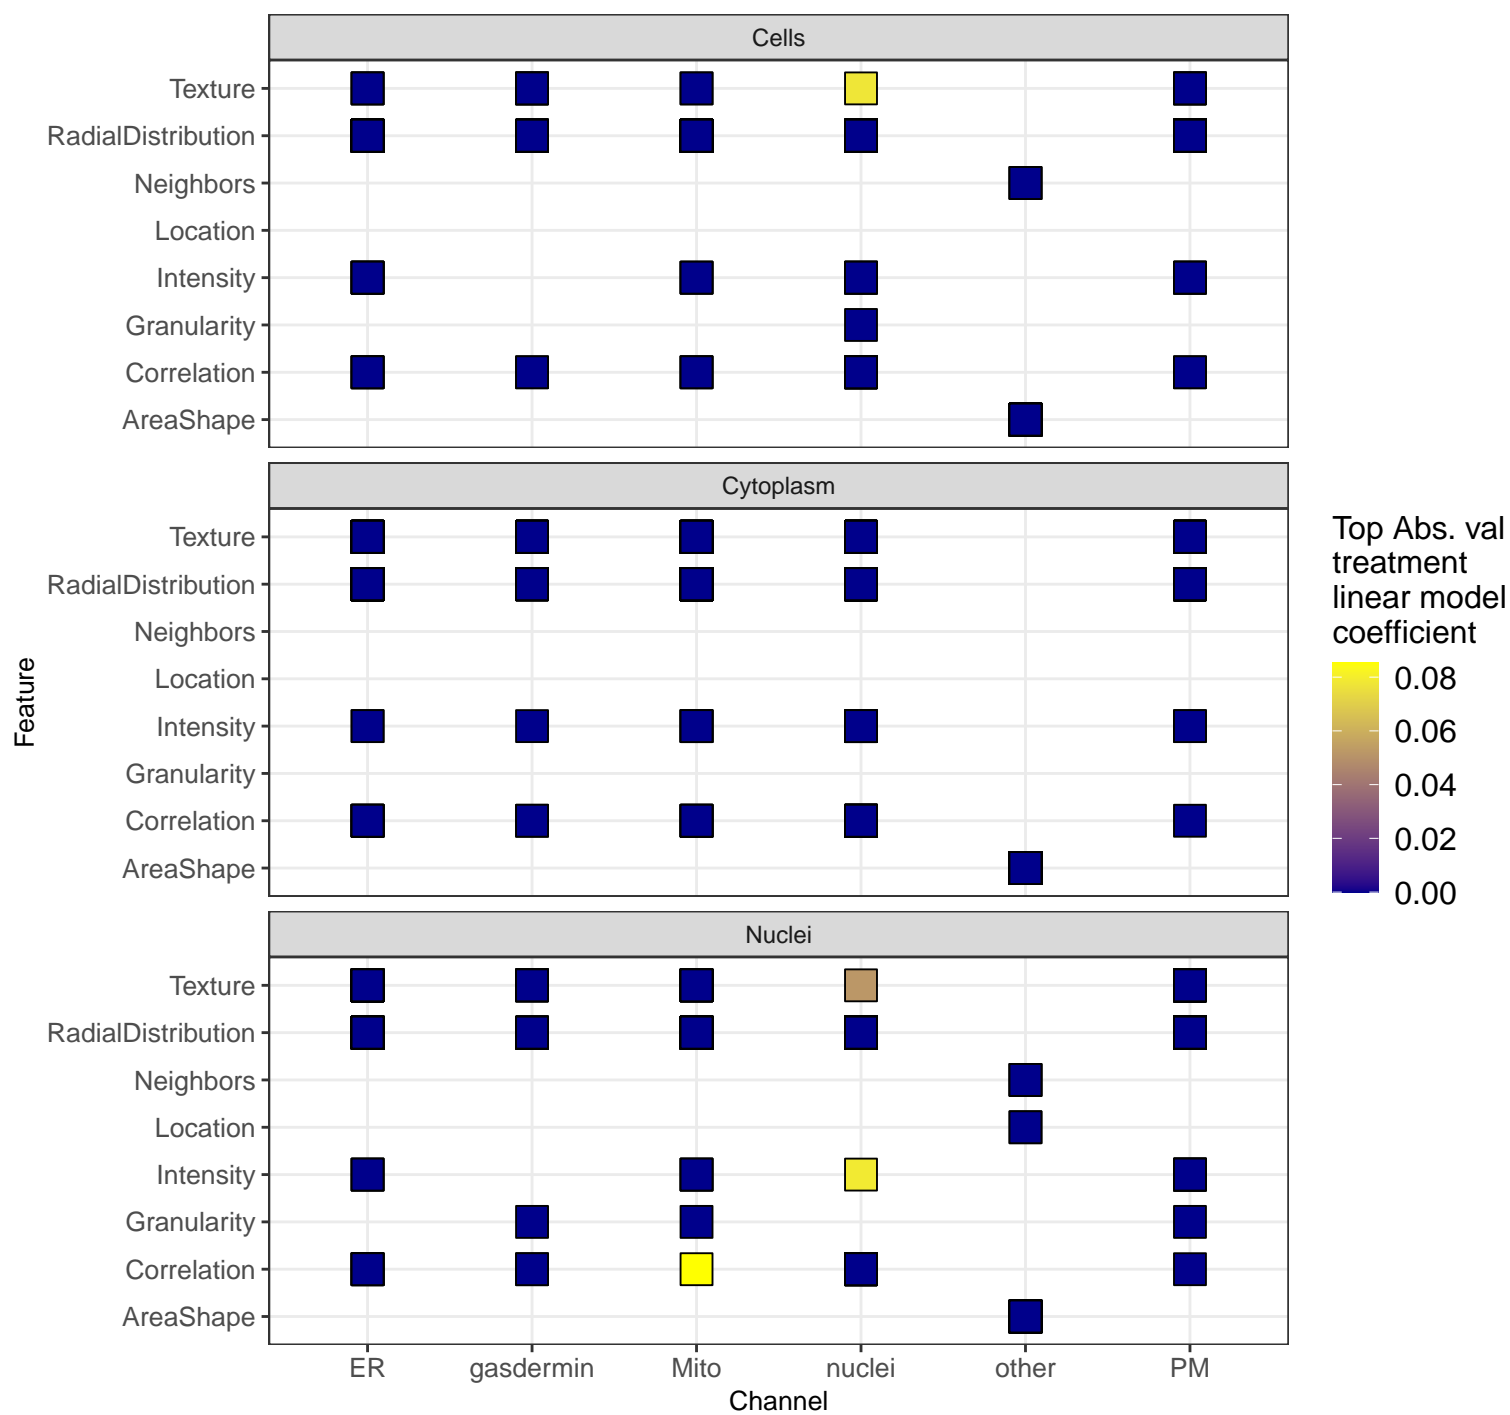 Cells
Texture
RadialDistribution
Neighbors
Location
Intensity
Granularity
Correlation
AreaShape
Cytoplasm
Texture
RadialDistribution
Neighbors
Location
Intensity
Granularity
Correlation
AreaShape
Nuclei
Texture
RadialDistribution
Neighbors
Location
Intensity
Granularity
Correlation
AreaShape
ER gasdermin Mito nuclei other PM
Channel
Feature
Top Abs. val
treatment
linear model
coefficient
0.08
0.06
0.04
0.02
0.00